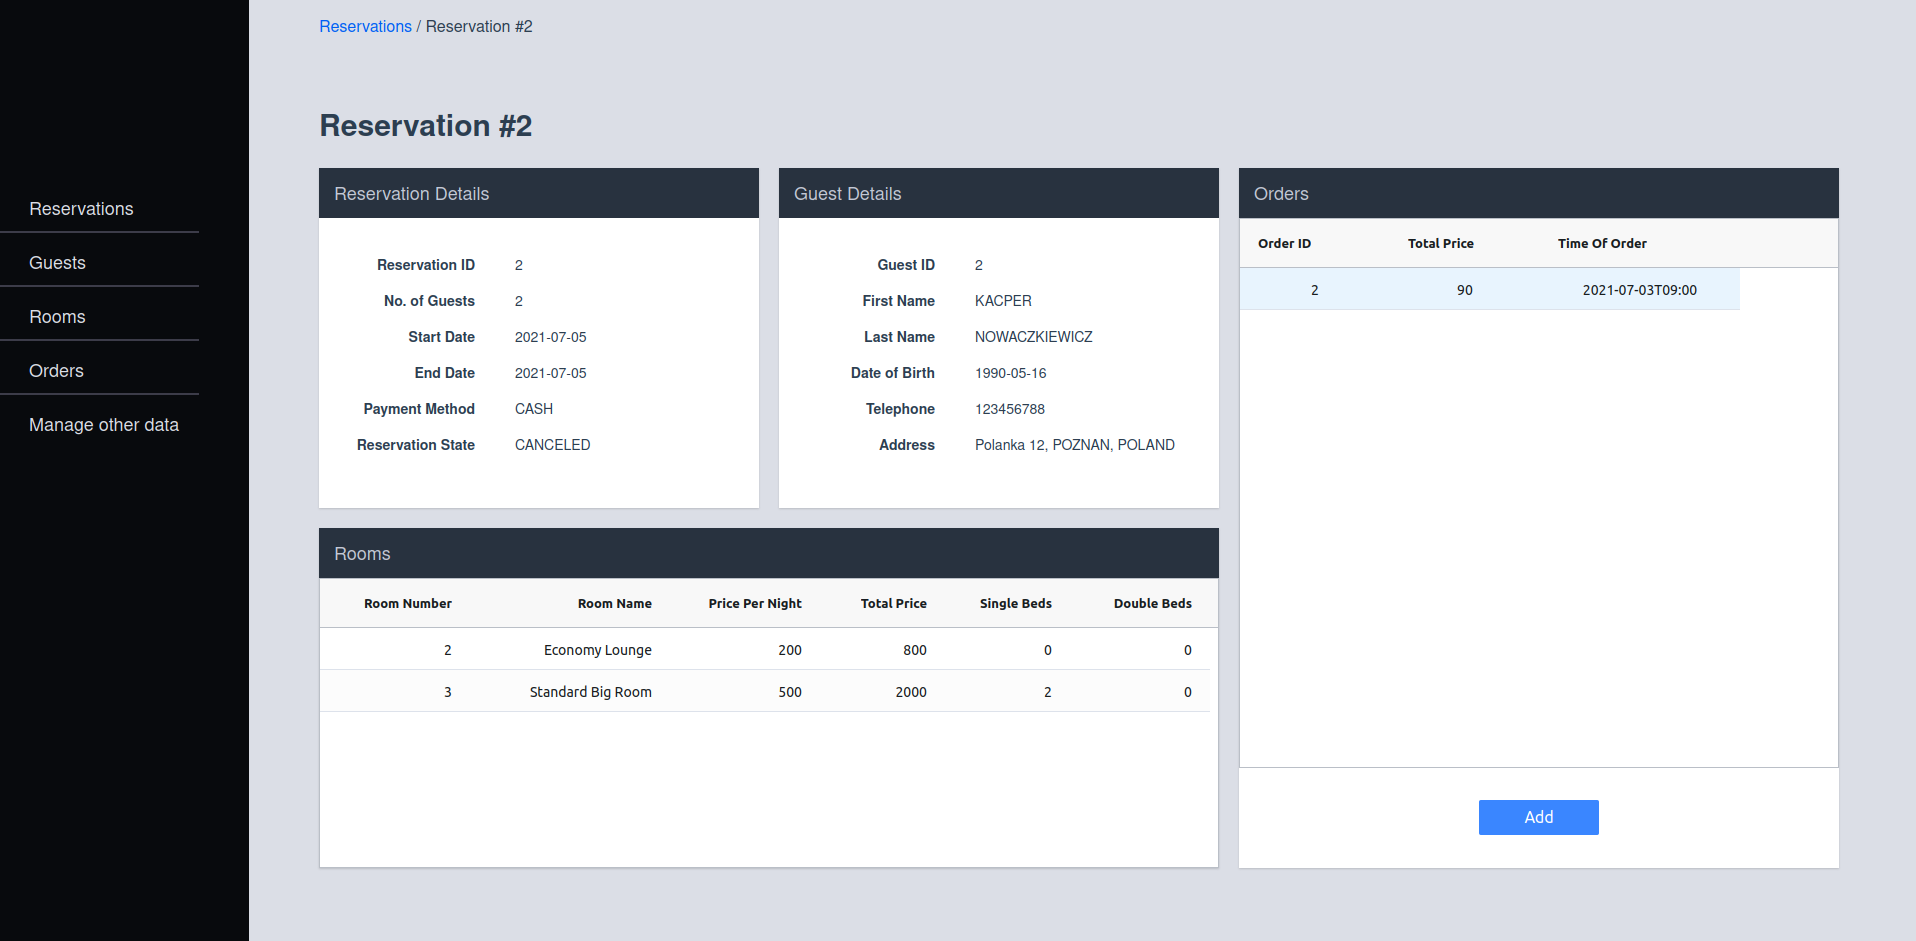 Reservations / Reservation #2
Reservations
Guests
Rooms
Orders
Manage other data
Reservation #2
Reservation Details
Reservation ID 2
No. of Guests 2
Start Date 2021-07-05
End Date 2021-07-05
Payment Method CASH
Reservation State CANCELED
Guest Details
Guest ID 2
First Name KACPER
Last Name NOWACZKIEWICZ
Date of Birth 1990-05-16
Telephone 123456788
Address Polanka 12, POZNAN, POLAND
Orders
Order ID Total Price Time Of Order
2 90 2021-07-03T09:00
Add
Rooms
Room Number Room Name Price Per Night Total Price Single Beds Double Beds
2 Economy Lounge 200 800 0 0
3 Standard Big Room 500 2000 2 0